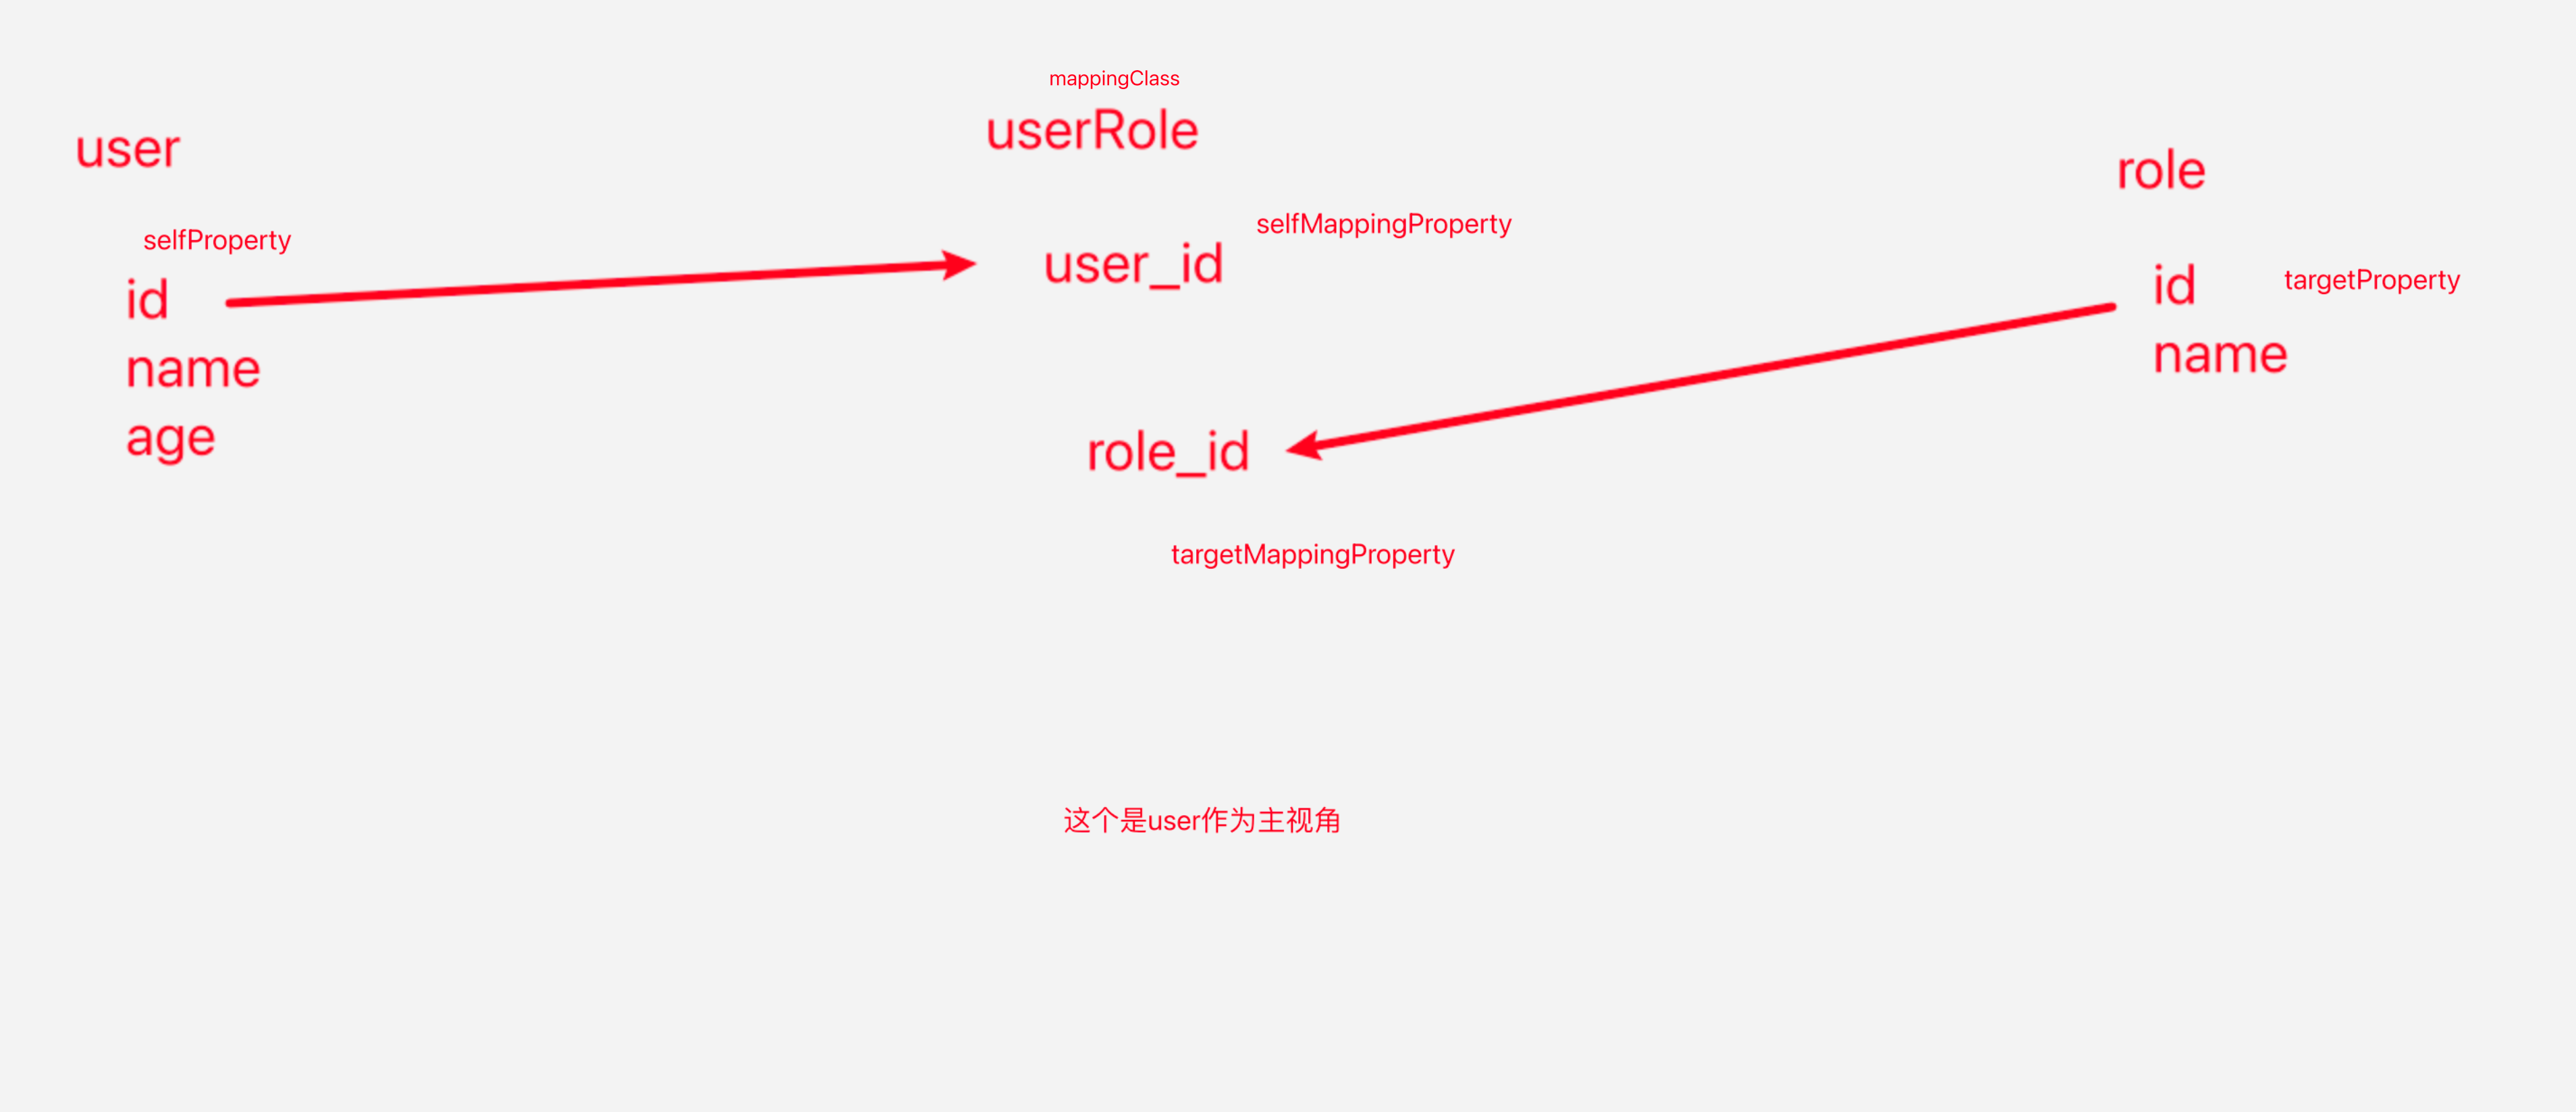 mappingClass
user
userRole
role
selfProperty
id
name
age
user_id
selfMappingProperty
role_id
targetMappingProperty
id
targetProperty
name
这个是user作为主视角